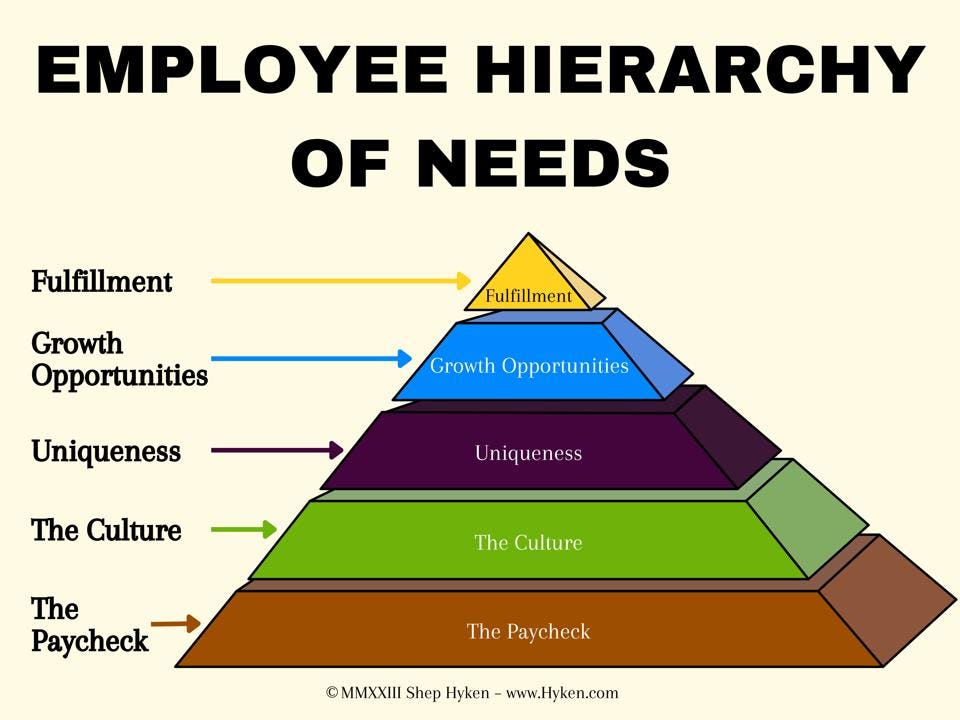 EMPLOYEE HIERARCHY
OF NEEDS
Fulfillment
Fulfillment
Growth
Opportunities
Growth Opportunities
Uniqueness
Uniqueness
The Culture
The Culture
The
Paycheck
The Paycheck
© MMXXIII Shep Hyken – www.Hyken.com